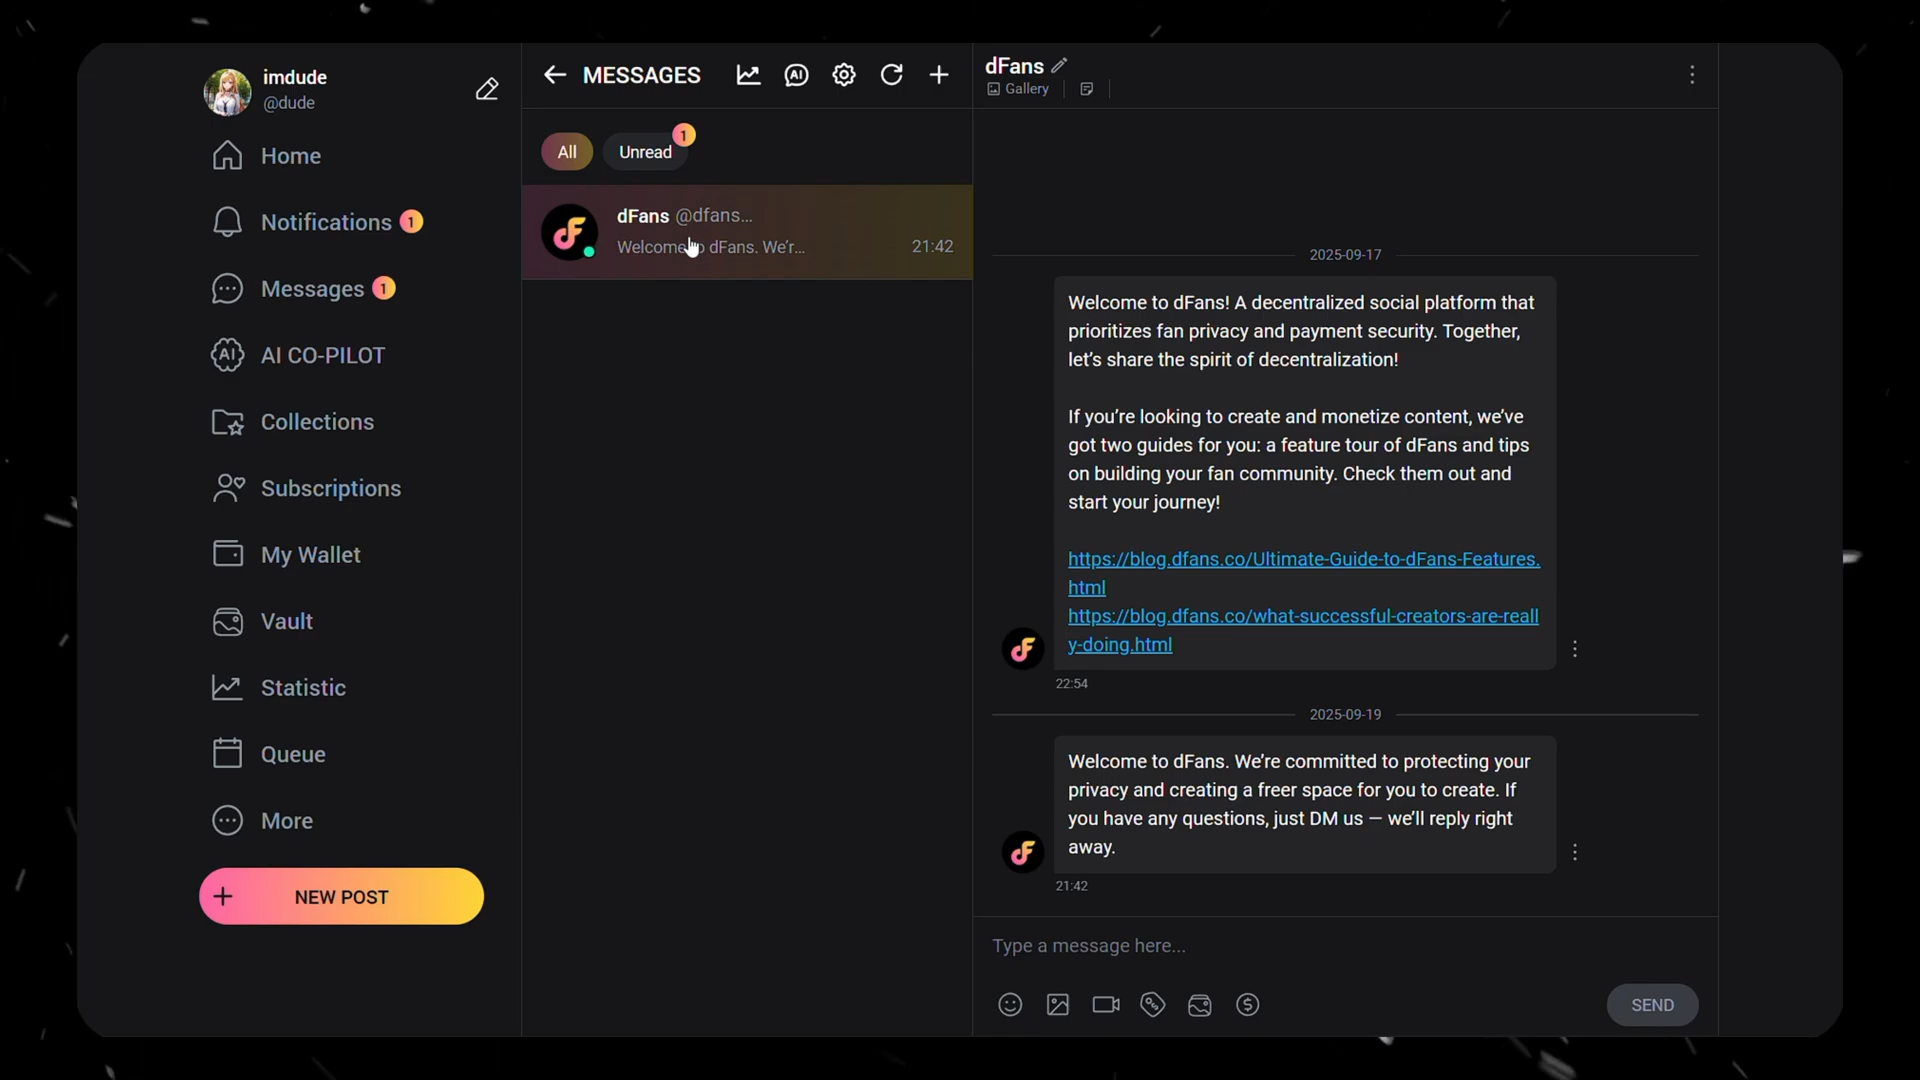 imdude
@dude
Home
Notifications 1
Messages 1
AI CO-PILOT
Collections
Subscriptions
My Wallet
Vault
Statistic
Queue
More
NEW POST
MESSAGES
AI
All
Unread 1
dFans @dfans...
Welcome dFans. We'r...
21:42
dFans
Gallery
2025-09-17
Welcome to dFans! A decentralized social platform that
prioritizes fan privacy and payment security. Together,
let's share the spirit of decentralization!
If you're looking to create and monetize content, we've
got two guides for you: a feature tour of dFans and tips
on building your fan community. Check them out and
start your journey!
https://blog.dfans.co/Ultimate-Guide-to-dFans-Features.
html
https://blog.dfans.co/what-successful-creators-are-reall
y-doing.html
22:54
2025-09-19
Welcome to dFans. We're committed to protecting your
privacy and creating a freer space for you to create. If
you have any questions, just DM us — we'll reply right
away.
21:42
Type a message here...
SEND